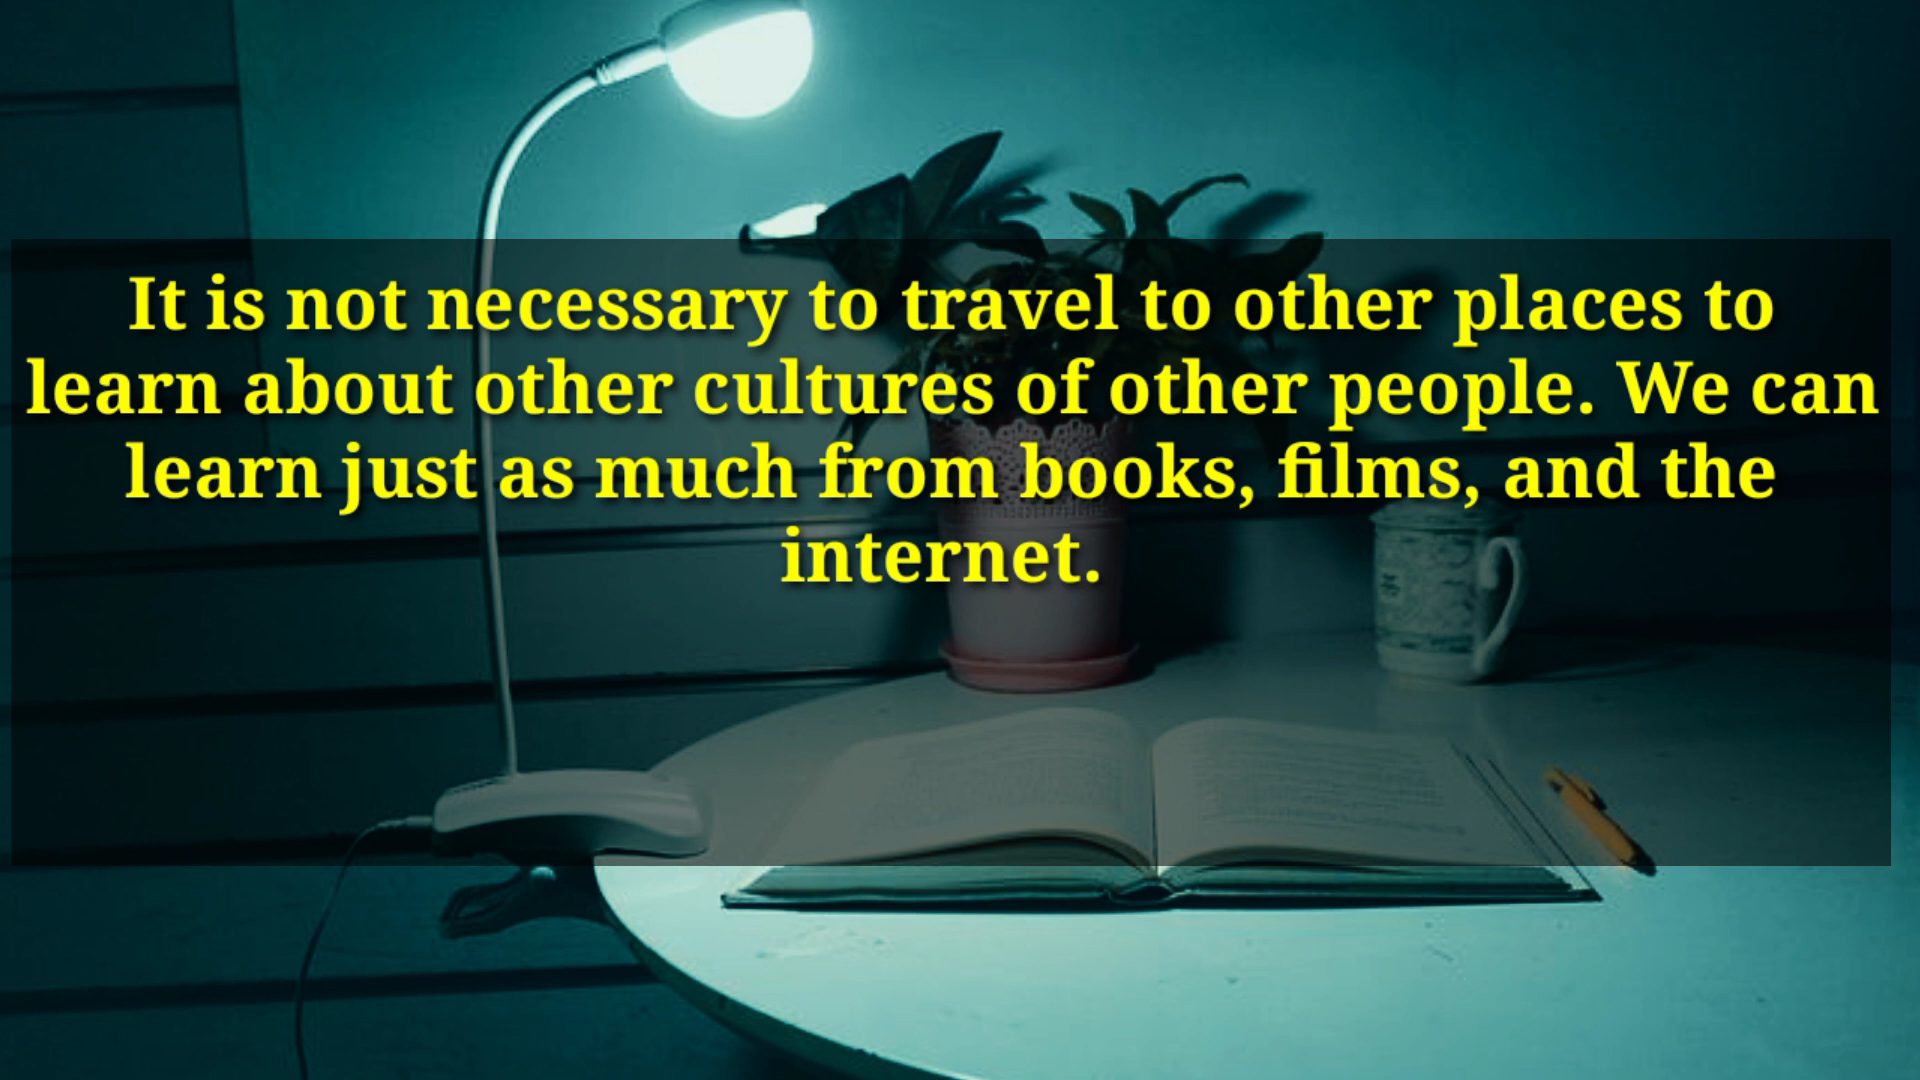 It is not necessary to travel to other places to
learn about other cultures of other people. We can
learn just as much from books, films, and the
internet.